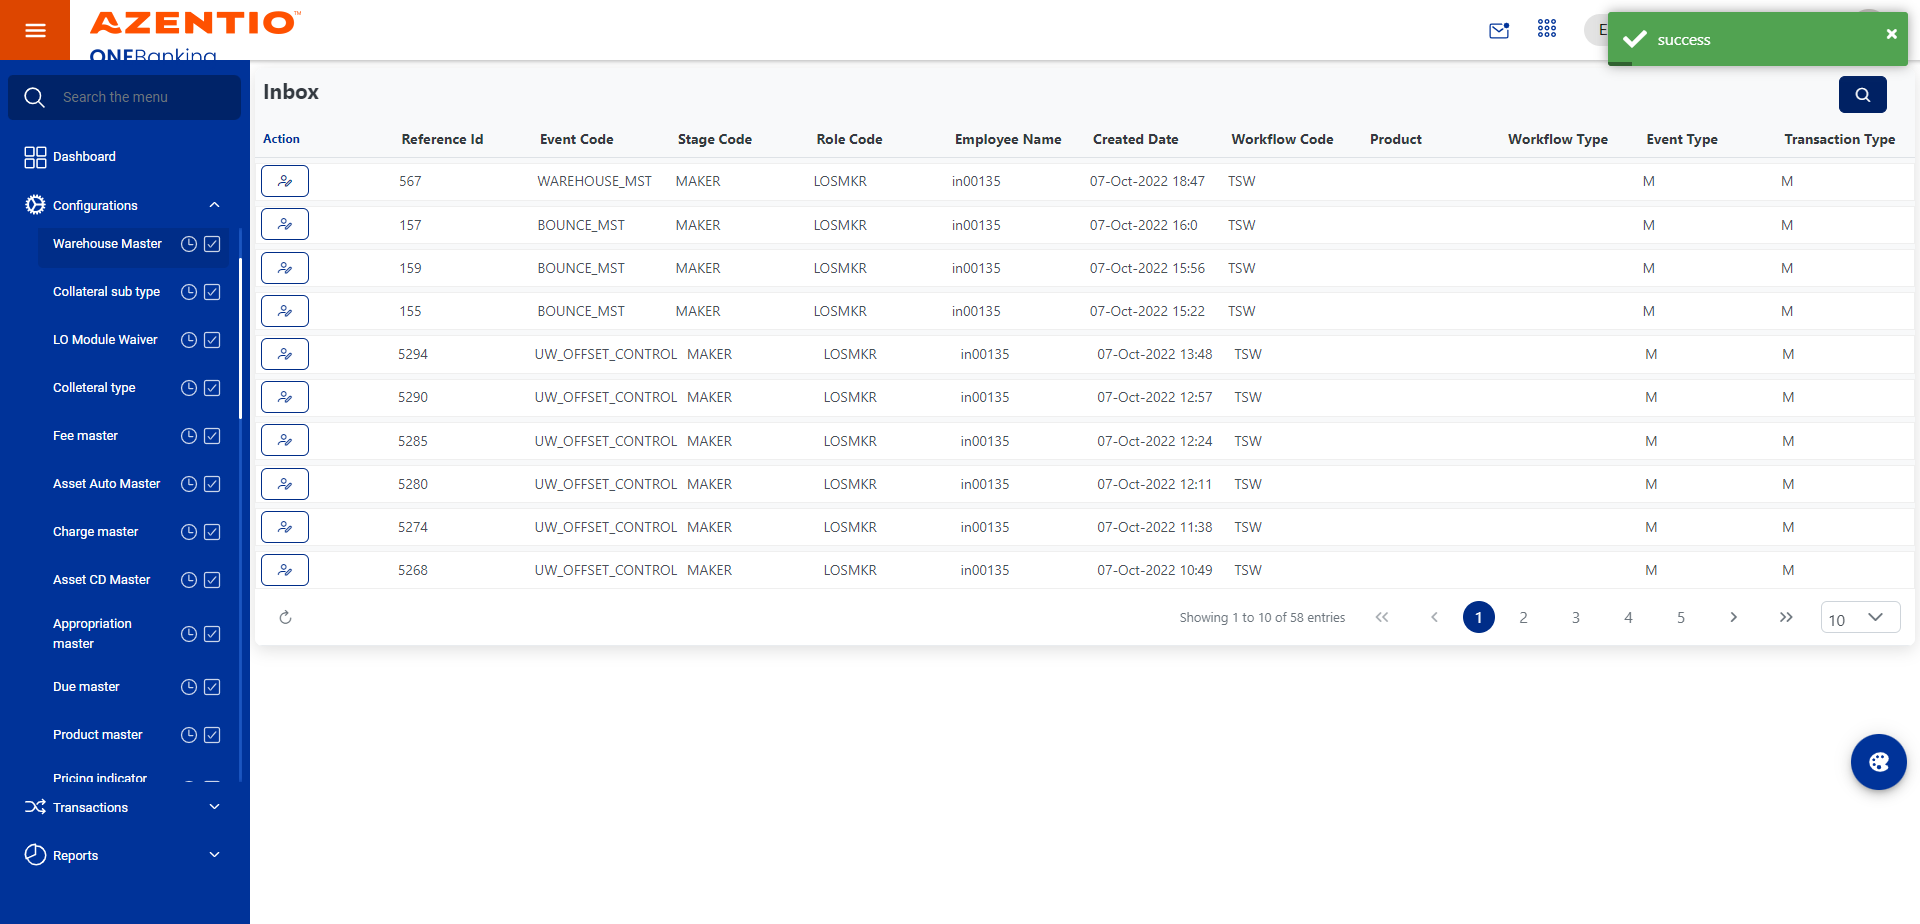 AZENTIO™
ONEBanking
E
success
Search the menu
Dashboard
Configurations
Warehouse Master
Collateral sub type
LO Module Waiver
Colleteral type
Fee master
Asset Auto Master
Charge master
Asset CD Master
Appropriation
master
Due master
Product master
Pricing indicator
Transactions
Reports
Inbox
Action Reference Id Event Code Stage Code Role Code Employee Name Created Date Workflow Code Product Workflow Type Event Type Transaction Type
567 WAREHOUSE_MST MAKER LOSMKR in00135 07-Oct-2022 18:47 TSW M M
157 BOUNCE_MST MAKER LOSMKR in00135 07-Oct-2022 16:0 TSW M M
159 BOUNCE_MST MAKER LOSMKR in00135 07-Oct-2022 15:56 TSW M M
155 BOUNCE_MST MAKER LOSMKR in00135 07-Oct-2022 15:22 TSW M M
5294 UW_OFFSET_CONTROL MAKER LOSMKR in00135 07-Oct-2022 13:48 TSW M M
5290 UW_OFFSET_CONTROL MAKER LOSMKR in00135 07-Oct-2022 12:57 TSW M M
5285 UW_OFFSET_CONTROL MAKER LOSMKR in00135 07-Oct-2022 12:24 TSW M M
5280 UW_OFFSET_CONTROL MAKER LOSMKR in00135 07-Oct-2022 12:11 TSW M M
5274 UW_OFFSET_CONTROL MAKER LOSMKR in00135 07-Oct-2022 11:38 TSW M M
5268 UW_OFFSET_CONTROL MAKER LOSMKR in00135 07-Oct-2022 10:49 TSW M M
Showing 1 to 10 of 58 entries 1 2 3 4 5 10